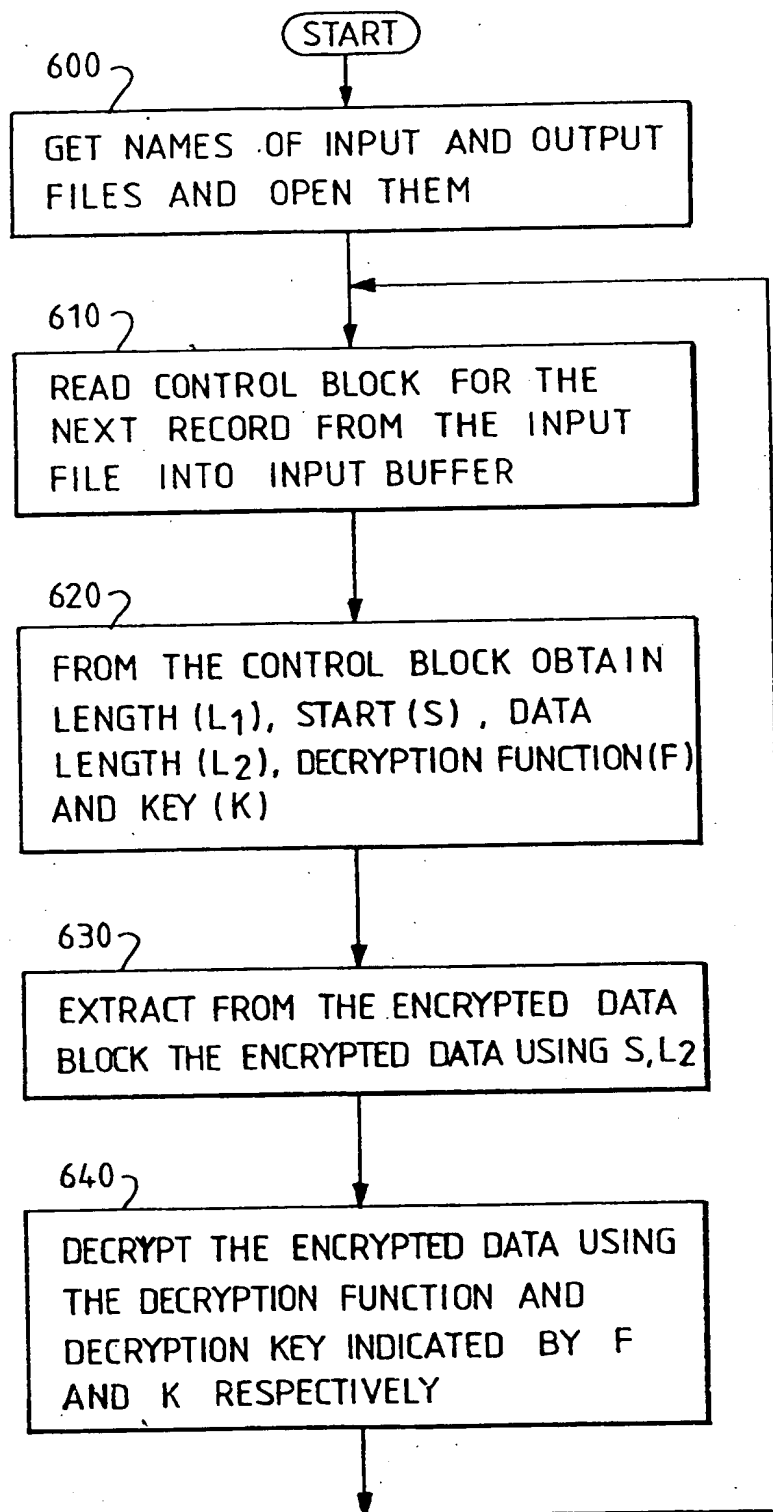 START
600
GET NAMES OF INPUT AND OUTPUT
FILES AND OPEN THEM
610
READ CONTROL BLOCK FOR THE
NEXT RECORD FROM THE INPUT
FILE INTO INPUT BUFFER
620
FROM THE CONTROL BLOCK OBTAIN
LENGTH (L1), START (S) , DATA
LENGTH (L2), DECRYPTION FUNCTION(F)
AND KEY (K)
630
EXTRACT FROM THE ENCRYPTED DATA
BLOCK THE ENCRYPTED DATA USING S,L2
640
DECRYPT THE ENCRYPTED DATA USING
THE DECRYPTION FUNCTION AND
DECRYPTION KEY INDICATED BY F
AND K RESPECTIVELY